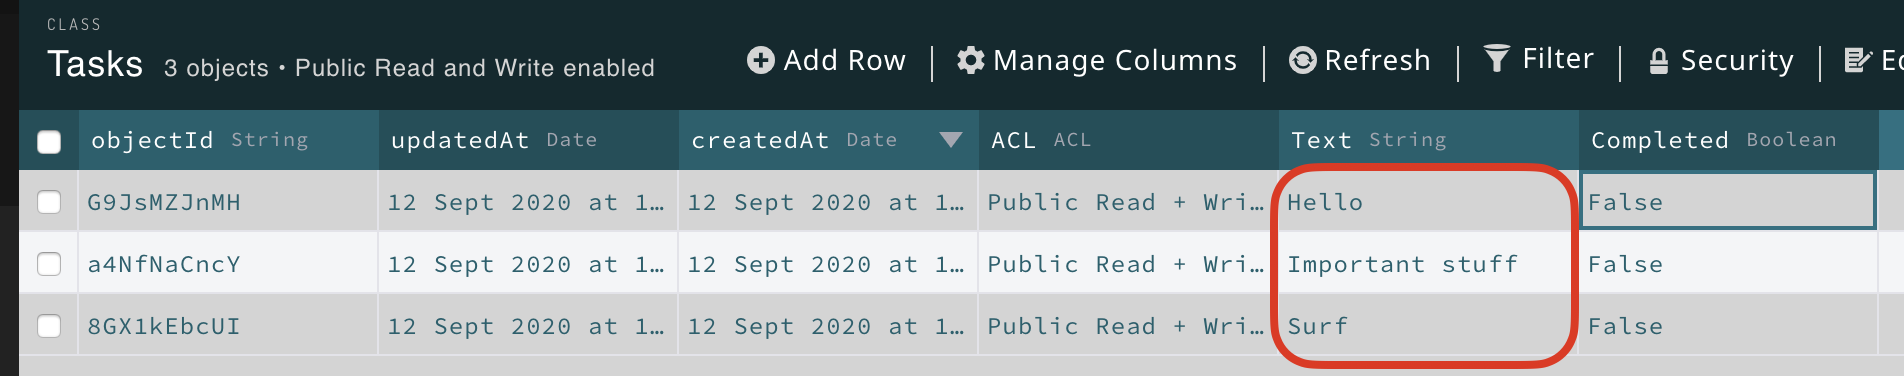 CLASS
Tasks 3 objects • Public Read and Write enabled Add Row Manage Columns Refresh Filter Security
objectId String updatedAt Date createdAt Date ACL ACL Text String Completed Boolean
G9JsMZJnMH 12 Sept 2020 at 1… 12 Sept 2020 at 1… Public Read + Wri… Hello False
a4NfNaCncY 12 Sept 2020 at 1… 12 Sept 2020 at 1… Public Read + Wri… Important stuff False
8GX1kEbcUI 12 Sept 2020 at 1… 12 Sept 2020 at 1… Public Read + Wri… Surf False